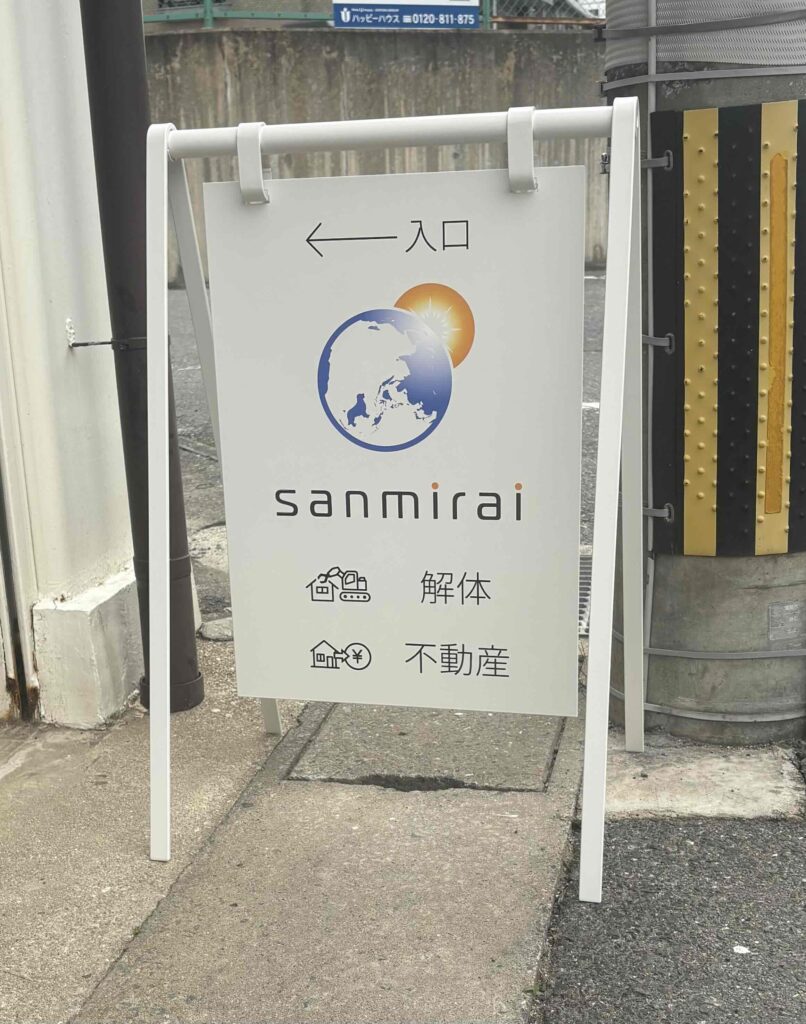 ハッピーハウス 0120-811-875
←入口
sanmirai
解体
¥ 不動産